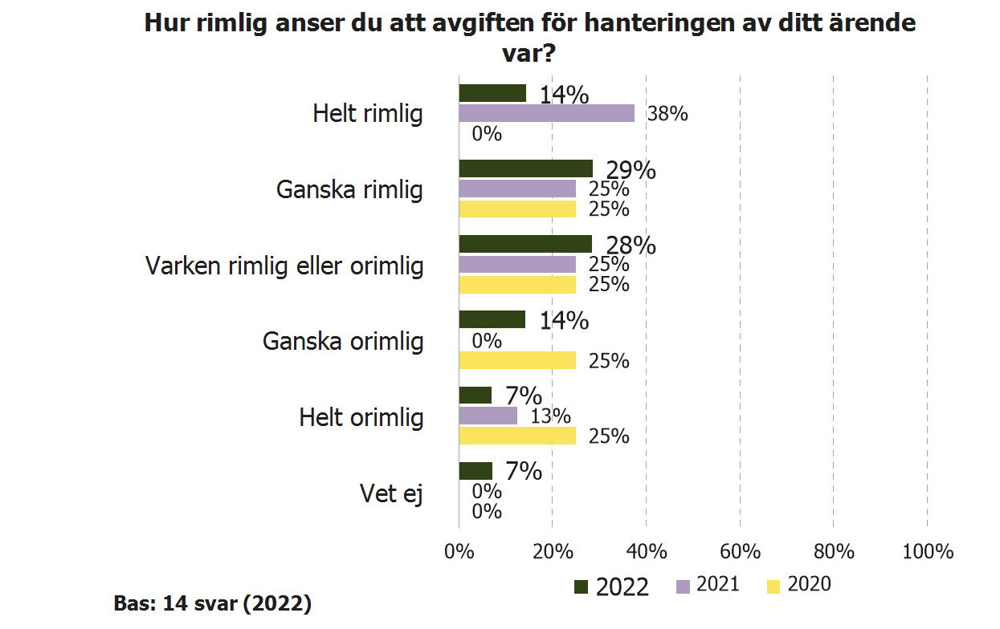 Hur rimlig anser du att avgiften för hanteringen av ditt ärende
var?
Helt rimlig
14%
38%
0%
Ganska rimlig
29%
25%
25%
Varken rimlig eller orimlig
28%
25%
25%
Ganska orimlig
14%
0%
25%
Helt orimlig
7%
13%
25%
Vet ej
7%
0%
0%
0% 20% 40% 60% 80% 100%
2022 2021 2020
Bas: 14 svar (2022)